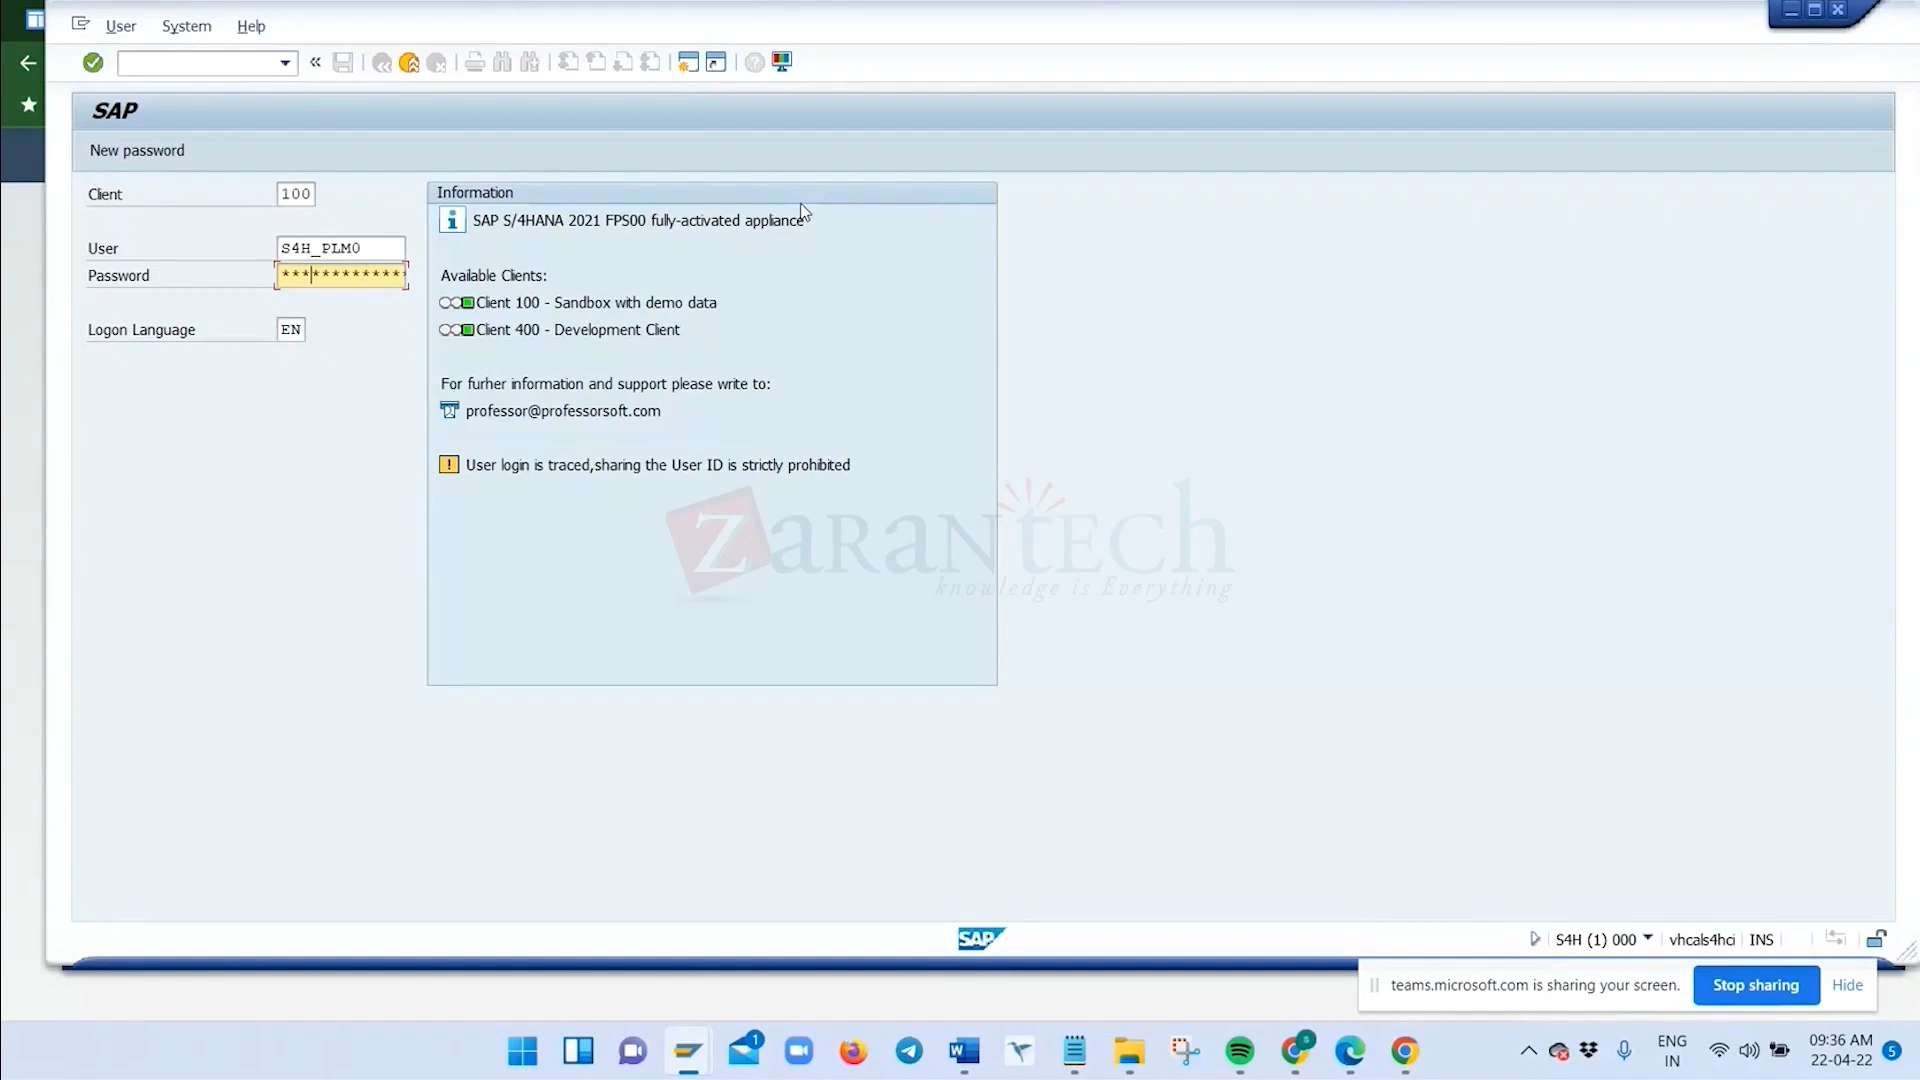 User System Help
SAP
New password
Client 100
Information
SAP S/4HANA 2021 FPS00 fully-activated appliance
User S4H_PLM0
Password **************
Available Clients:
Client 100 - Sandbox with demo data
Logon Language EN
Client 400 - Development Client
For furher information and support please write to:
professor@professorsoft.com
! User login is traced,sharing the User ID is strictly prohibited
ZaranTech
knowledge is Everything
SAP
S4H (1) 000 vhcals4hci INS
teams.microsoft.com is sharing your screen. Stop sharing Hide
1
ENG
IN
09:36 AM
22-04-22
5